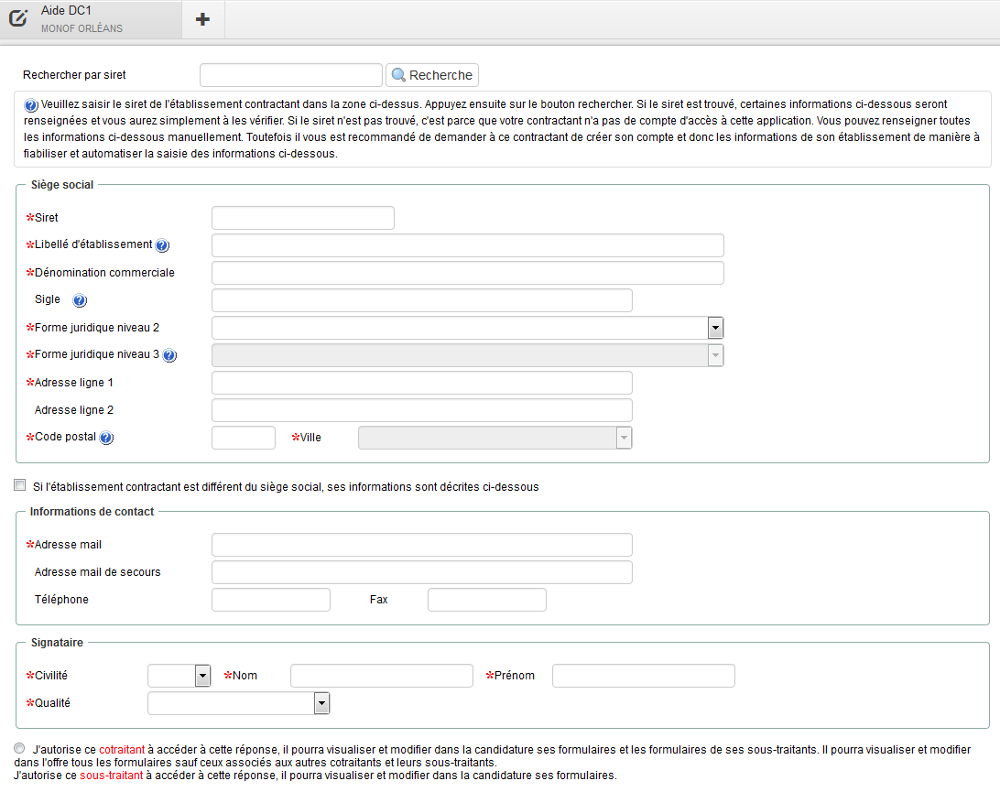 Aide DC1
MONOF ORLÉANS
Rechercher par siret Recherche
Veuillez saisir le siret de l'établissement contractant dans la zone ci-dessus. Appuyez ensuite sur le bouton rechercher. Si le siret est trouvé, certaines informations ci-dessous seront
renseignées et vous aurez simplement à les vérifier. Si le siret n'est pas trouvé, c'est parce que votre contractant n'a pas de compte d'accès à cette application. Vous pouvez renseigner toutes
les informations ci-dessous manuellement. Toutefois il vous est recommandé de demander à ce contractant de créer son compte et donc les informations de son établissement de manière à
fiabiliser et automatiser la saisie des informations ci-dessous.
Siège social
*Siret
*Libellé d'établissement
*Dénomination commerciale
Sigle
*Forme juridique niveau 2
*Forme juridique niveau 3
*Adresse ligne 1
Adresse ligne 2
*Code postal *Ville
Si l'établissement contractant est différent du siège social, ses informations sont décrites ci-dessous
Informations de contact
*Adresse mail
Adresse mail de secours
Téléphone Fax
Signataire
*Civilité *Nom *Prénom
*Qualité
J'autorise ce cotraitant à accéder à cette réponse, il pourra visualiser et modifier dans la candidature ses formulaires et les formulaires de ses sous-traitants. Il pourra visualiser et modifier
dans l'offre tous les formulaires sauf ceux associés aux autres cotraitants et leurs sous-traitants.
J'autorise ce sous-traitant à accéder à cette réponse, il pourra visualiser et modifier dans la candidature ses formulaires.